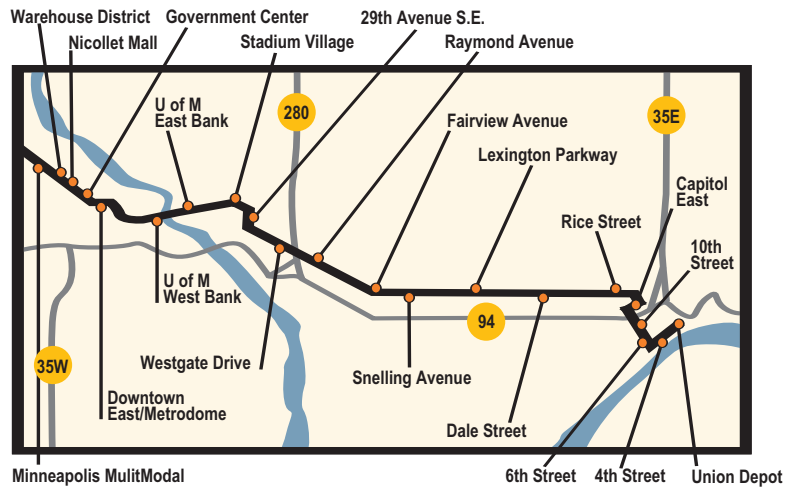 Warehouse District
Government Center
29th Avenue S.E.
Nicollet Mall
Stadium Village
Raymond Avenue
U of M
East Bank
280
35E
Fairview Avenue
Lexington Parkway
Capitol
East
Rice Street
10th
Street
U of M
West Bank
94
35W
Westgate Drive
Snelling Avenue
Downtown
East/Metrodome
Dale Street
Minneapolis MulitModal
6th Street
4th Street
Union Depot